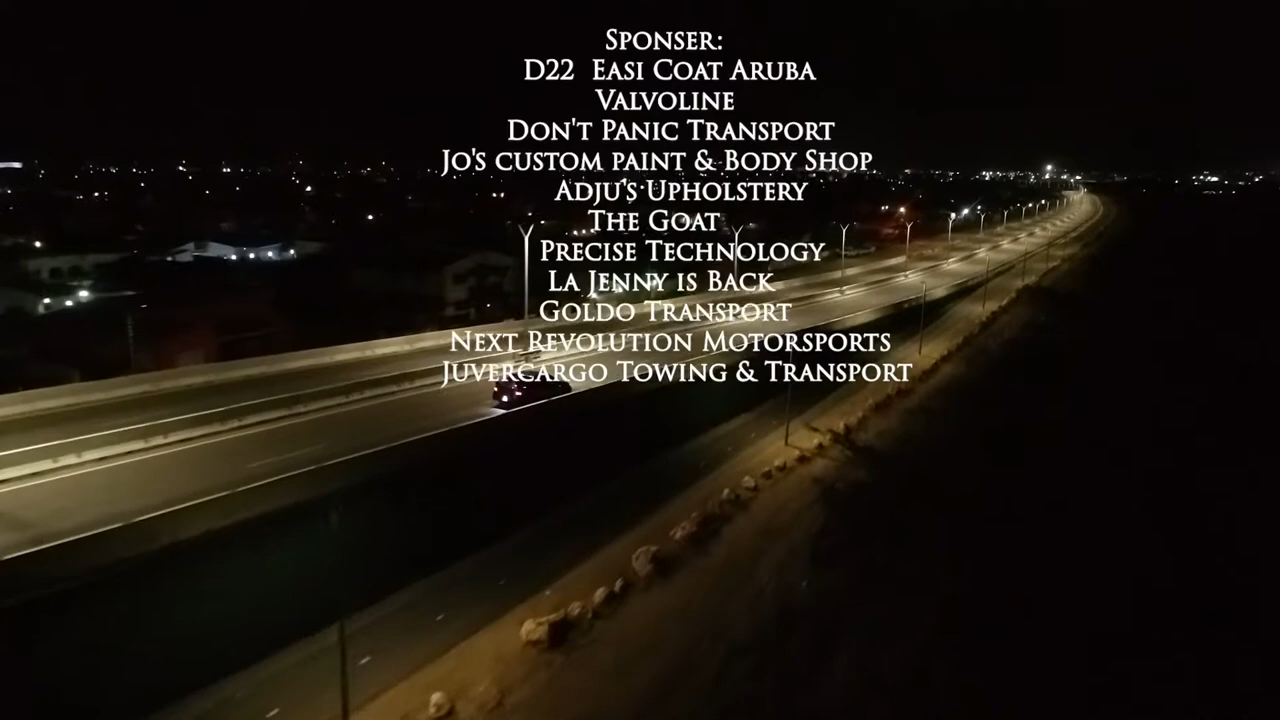 Sponser:
D22 Easi Coat Aruba
Valvoline
Don't Panic Transport
Jo's custom paint & Body Shop
Adju's Upholstery
The Goat
Precise Technology
La Jenny is Back
Goldo Transport
Next Revolution Motorsports
Juvercargo Towing & Transport